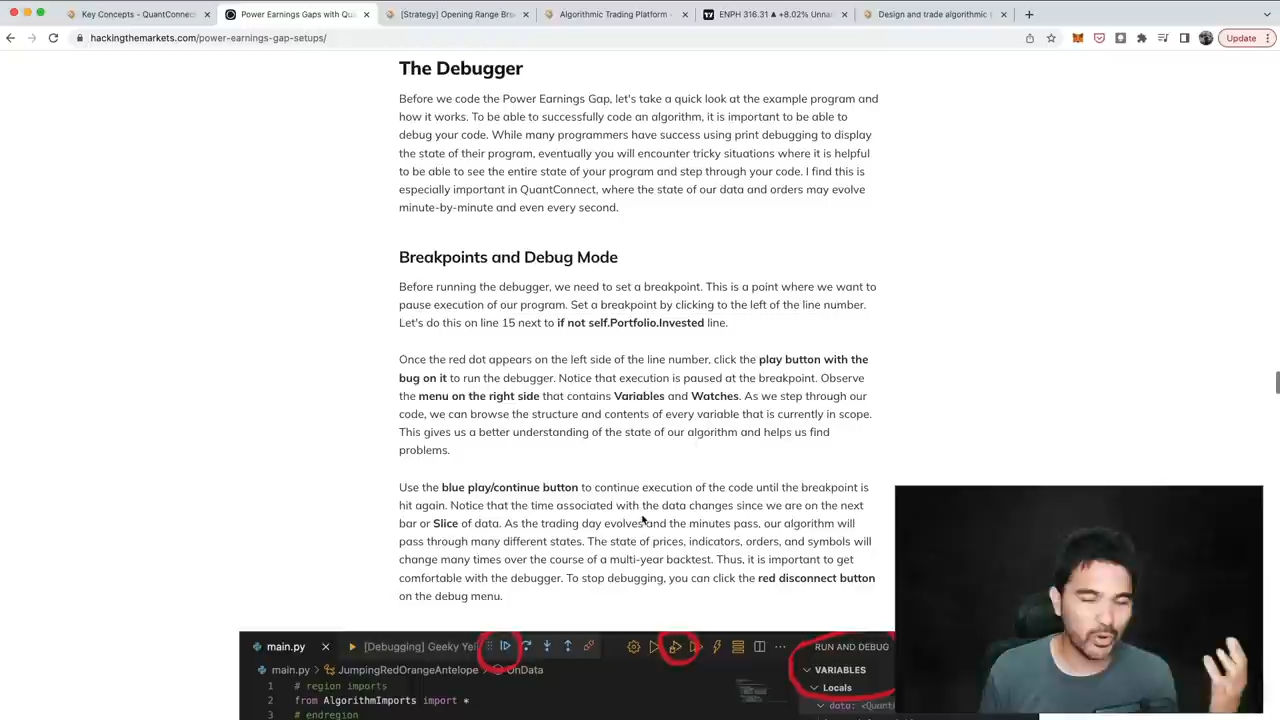 Key Concepts - QuantConnec
Power Earnings Gaps with Qua
[Strategy] Opening Range Bre
Algorithmic Trading Platform -
ENPH 316.31 ▲ +8.02% Unna
Design and trade algorithmic t
hackingthemarkets.com/power-earnings-gap-setups/
Update
The Debugger
Before we code the Power Earnings Gap, let's take a quick look at the example program and
how it works. To be able to successfully code an algorithm, it is important to be able to
debug your code. While many programmers have success using print debugging to display
the state of their program, eventually you will encounter tricky situations where it is helpful
to be able to see the entire state of your program and step through your code. I find this is
especially important in QuantConnect, where the state of our data and orders may evolve
minute-by-minute and even every second.
Breakpoints and Debug Mode
Before running the debugger, we need to set a breakpoint. This is a point where we want to
pause execution of our program. Set a breakpoint by clicking to the left of the line number.
Let's do this on line 15 next to if not self.Portfolio.Invested line.
Once the red dot appears on the left side of the line number, click the play button with the
bug on it to run the debugger. Notice that execution is paused at the breakpoint. Observe
the menu on the right side that contains Variables and Watches. As we step through our
code, we can browse the structure and contents of every variable that is currently in scope.
This gives us a better understanding of the state of our algorithm and helps us find
problems.
Use the blue play/continue button to continue execution of the code until the breakpoint is
hit again. Notice that the time associated with the data changes since we are on the next
bar or Slice of data. As the trading day evolves and the minutes pass, our algorithm will
pass through many different states. The state of prices, indicators, orders, and symbols will
change many times over the course of a multi-year backtest. Thus, it is important to get
comfortable with the debugger. To stop debugging, you can click the red disconnect button
on the debug menu.
main.py
[Debugging] Geeky Yel
RUN AND DEBUG
main.py > JumpingRedOrangeAntelope > OnData
VARIABLES
1 # region imports
Locals
2 from AlgorithmImports import *
data: <Quant
3 # endregion